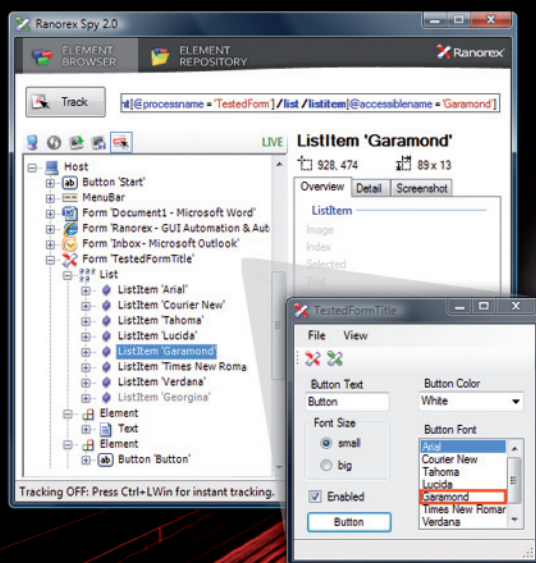 Ranorex Spy 2.0
ELEMENT
BROWSER
ELEMENT
REPOSITORY
Ranorex
Track
nt[@processname = 'TestedForm']/list /listitem[@accessiblename = 'Garamond']
LIVE
ListItem 'Garamond'
928, 474
89 x 13
Overview
Detail
Screenshot
ListItem
Image
Index
Selected
Text
Host
Button 'Start'
MenuBar
Form 'Document1 - Microsoft Word'
Form 'Ranorex - GUI Automation & Aut
Form 'Inbox - Microsoft Outlook'
Form 'TestedFormTitle'
List
ListItem 'Arial'
ListItem 'Courier New'
ListItem 'Tahoma'
ListItem 'Lucida'
ListItem 'Garamond'
ListItem 'Times New Roma
ListItem 'Verdana'
ListItem 'Georgina'
Element
Text
Element
ab Button 'Button'
Tracking OFF: Press Ctrl+LWin for instant tracking.
TestedFormTitle
File View
Button Text
Button
Button Color
White
Font Size
small
big
Button Font
Arial
Courier New
Tahoma
Lucida
Garamond
Times New Romar
Verdana
Enabled
Button